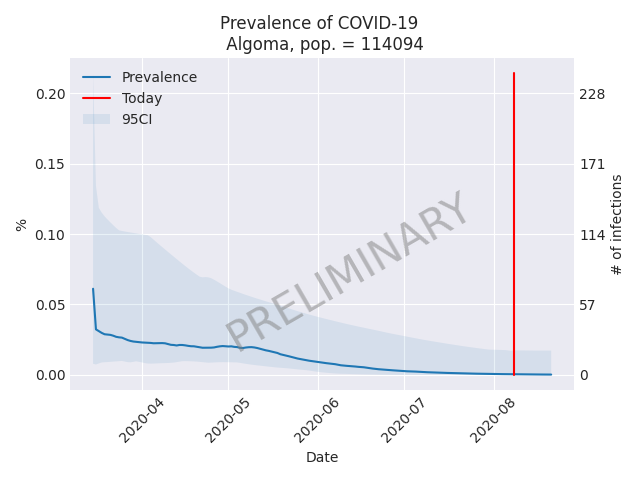 Prevalence of COVID-19
Algoma, pop. = 114094
Prevalence
Today
95CI
0.20
0.15
0.10
0.05
0.00
%
228
171
114
57
0
# of infections
PRELIMINARY
2020-04
2020-05
2020-06
2020-07
2020-08
Date